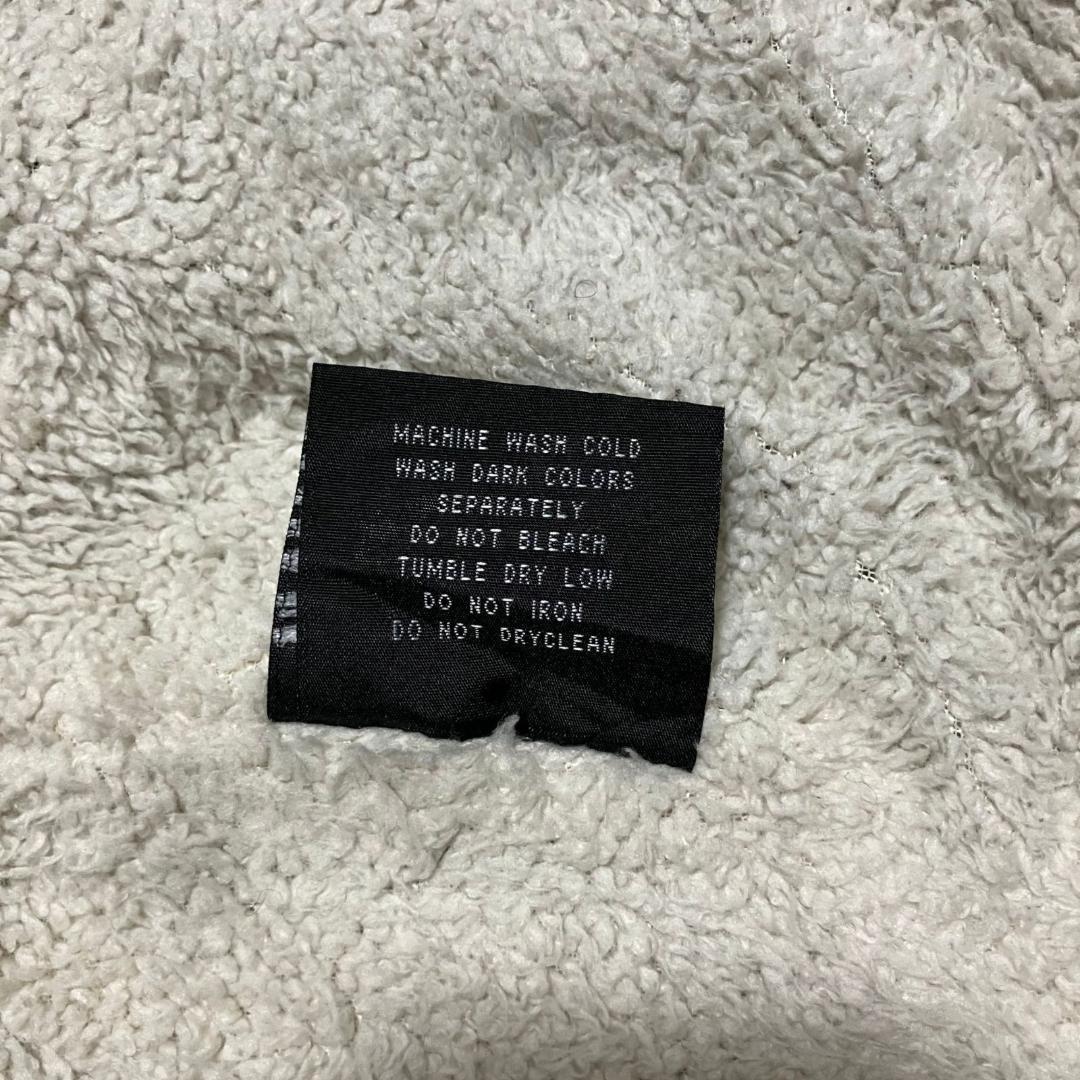 MACHINE WASH COLD
WASH DARK COLORS
SEPARATELY
DO NOT BLEACH
TUMBLE DRY LOW
DO NOT IRON
DO NOT DRYCLEAN